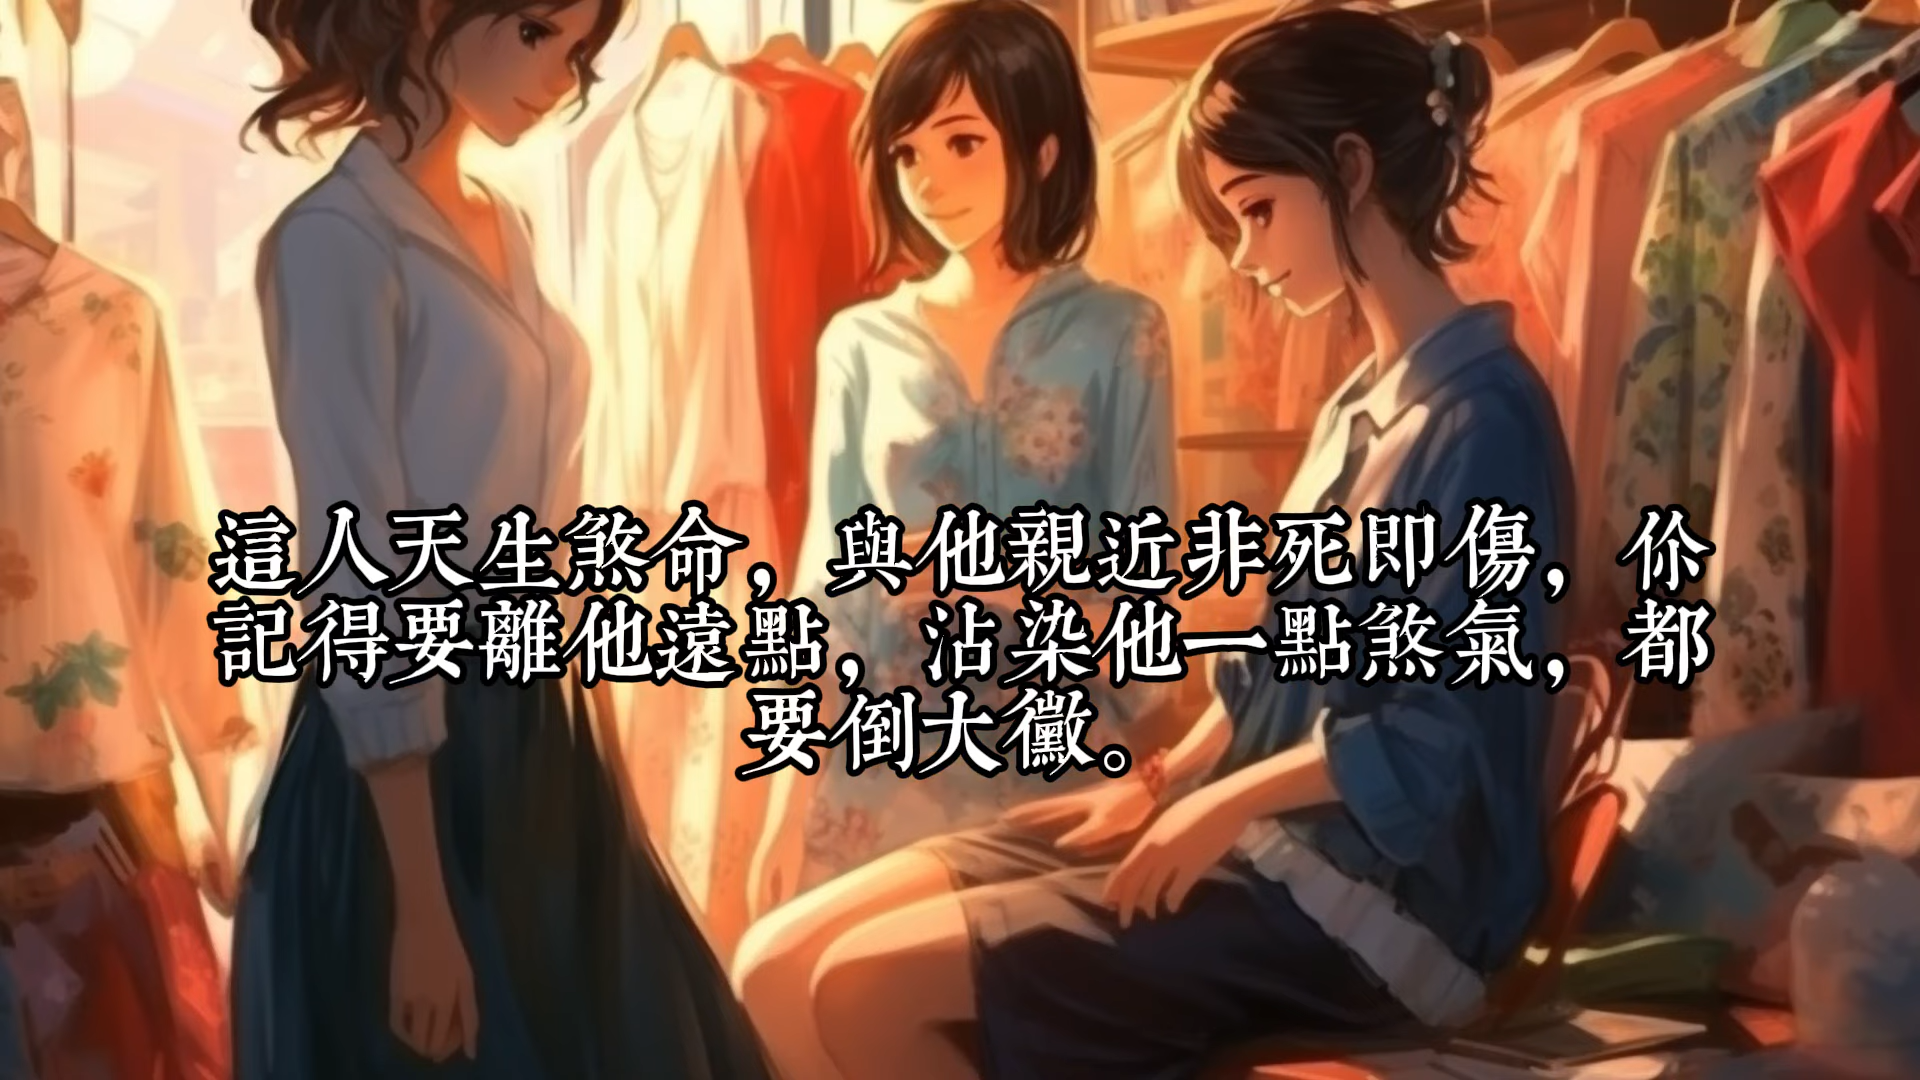 這人天生煞命，與他親近非死即傷，你
記得要離他遠點，沾染他一點煞氣，都
要倒大黴。